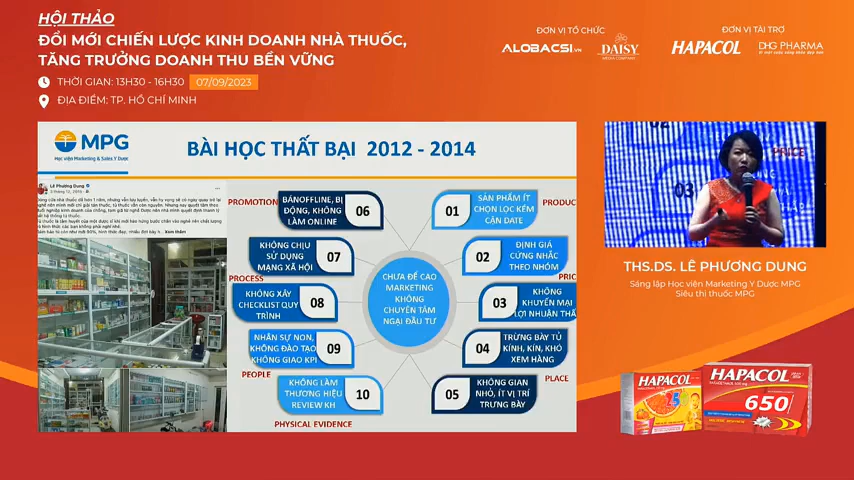 HỘI THẢO
ĐỔI MỚI CHIẾN LƯỢC KINH DOANH NHÀ THUỐC,
TĂNG TRƯỞNG DOANH THU BỀN VỮNG
THỜI GIAN: 13H30 - 16H30 07/09/2023
ĐỊA ĐIỂM: TP. HỒ CHÍ MINH
ĐƠN VỊ TỔ CHỨC
ALOBACSI.VN
DAISY
MEDIA COMPANY
ĐƠN VỊ TÀI TRỢ
HAPACOL
DHG PHARMA
MPG
Học viện Marketing & Sales Y Dược
BÀI HỌC THẤT BẠI 2012 - 2014
Lê Phương Dung
PROMOTION
BÁNOFFLINE, BỊ
ĐỘNG, KHÔNG
LÀM ONLINE
06
KHÔNG CHỊU
SỬ DỤNG
MẠNG XÃ HỘI
07
PROCESS
KHÔNG XÂY
CHECKLIST QUY
TRÌNH
08
NHÂN SỰ NON,
KHÔNG ĐÀO TẠO
KHÔNG GIAO KPI
09
PEOPLE
KHÔNG LÀM
THƯƠNG HIỆU
REVIEW KH
10
PHYSICAL EVIDENCE
CHƯA ĐỀ CAO
MARKETING
KHÔNG
CHUYÊN TÂM
NGẠI ĐẦU TƯ
01
SẢN PHẨM ÍT
CHỌN LỌC KÉM
CẬN DATE
PRODUC
02
ĐỊNH GIÁ
CỨNG NHẮC
THEO NHÓM
PRIC
03
KHÔNG
KHUYẾN MẠI
LỢI NHUẬN THẤ
04
TRƯNG BÀY TỦ
KÍNH, KÍN, KHÓ
XEM HÀNG
PLACE
05
KHÔNG GIAN
NHỎ, ÍT VỊ TRÍ
TRƯNG BÀY
PRICE
03
THS.DS. LÊ PHƯƠNG DUNG
Sáng lập Học viện Marketing Y Dược MPG
Siêu thị thuốc MPG
HAPACOL
HAPACOL
650